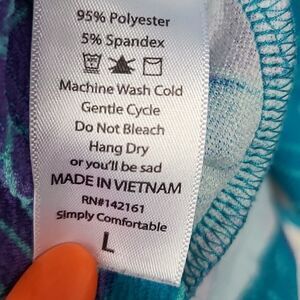 95% Polyester
5% Spandex
Machine Wash Cold
Gentle Cycle
Do Not Bleach
Hang Dry
or you'll be sad
MADE IN VIETNAM
RN#142161
Simply Comfortable
L